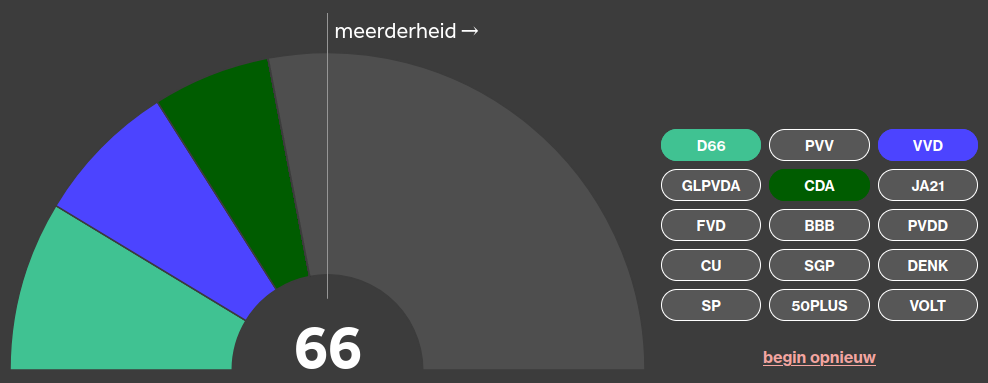 meerderheid →
66
D66 PVV VVD
GLPVDA CDA JA21
FVD BBB PVDD
CU SGP DENK
SP 50PLUS VOLT
begin opnieuw